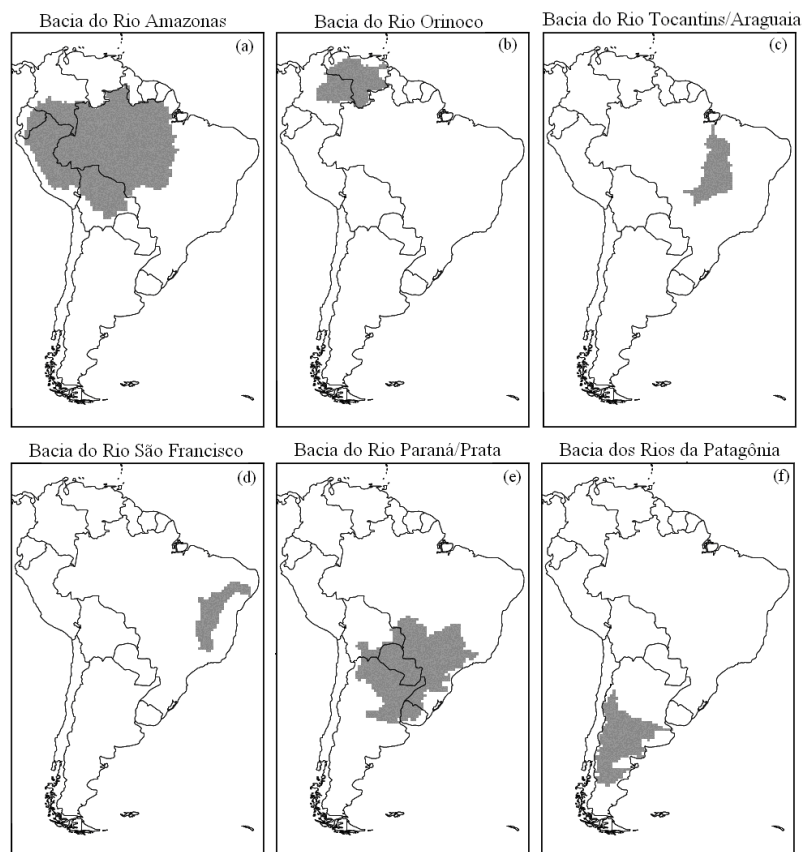 Bacia do Rio Amazonas
(a)
Bacia do Rio Orinoco
(b)
Bacia do Rio Tocantins/Araguaia
(c)
Bacia do Rio São Francisco
(d)
Bacia do Rio Paraná/Prata
(e)
Bacia dos Rios da Patagônia
(f)